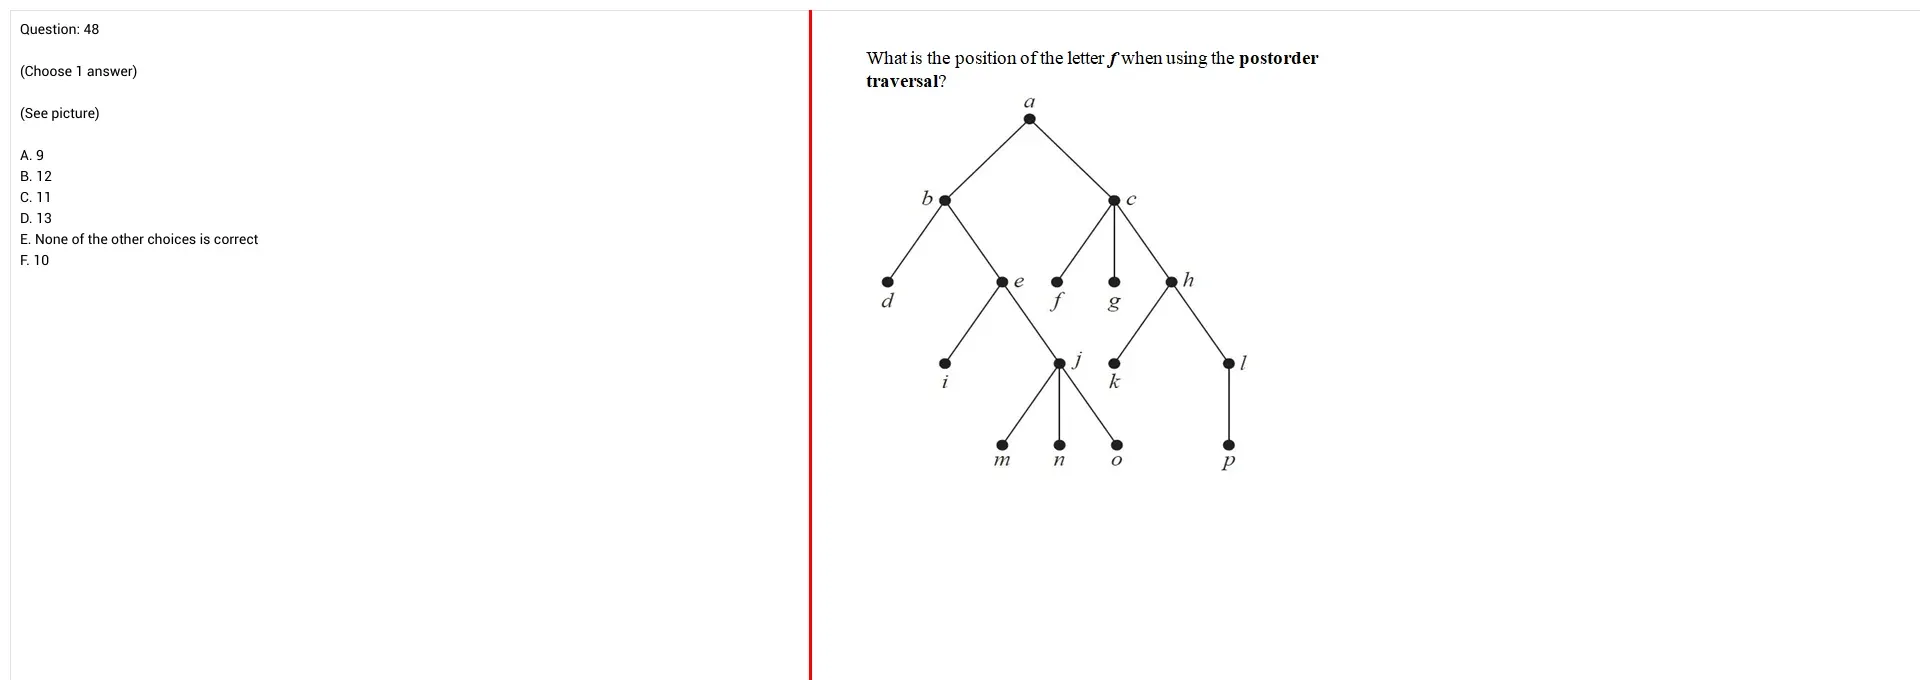 Question: 48
(Choose 1 answer)
(See picture)
A. 9
B. 12
C. 11
D. 13
E. None of the other choices is correct
F. 10
What is the position of the letter f when using the postorder
traversal?
a
b
c
d
e
f
g
h
i
j
k
l
m
n
o
p